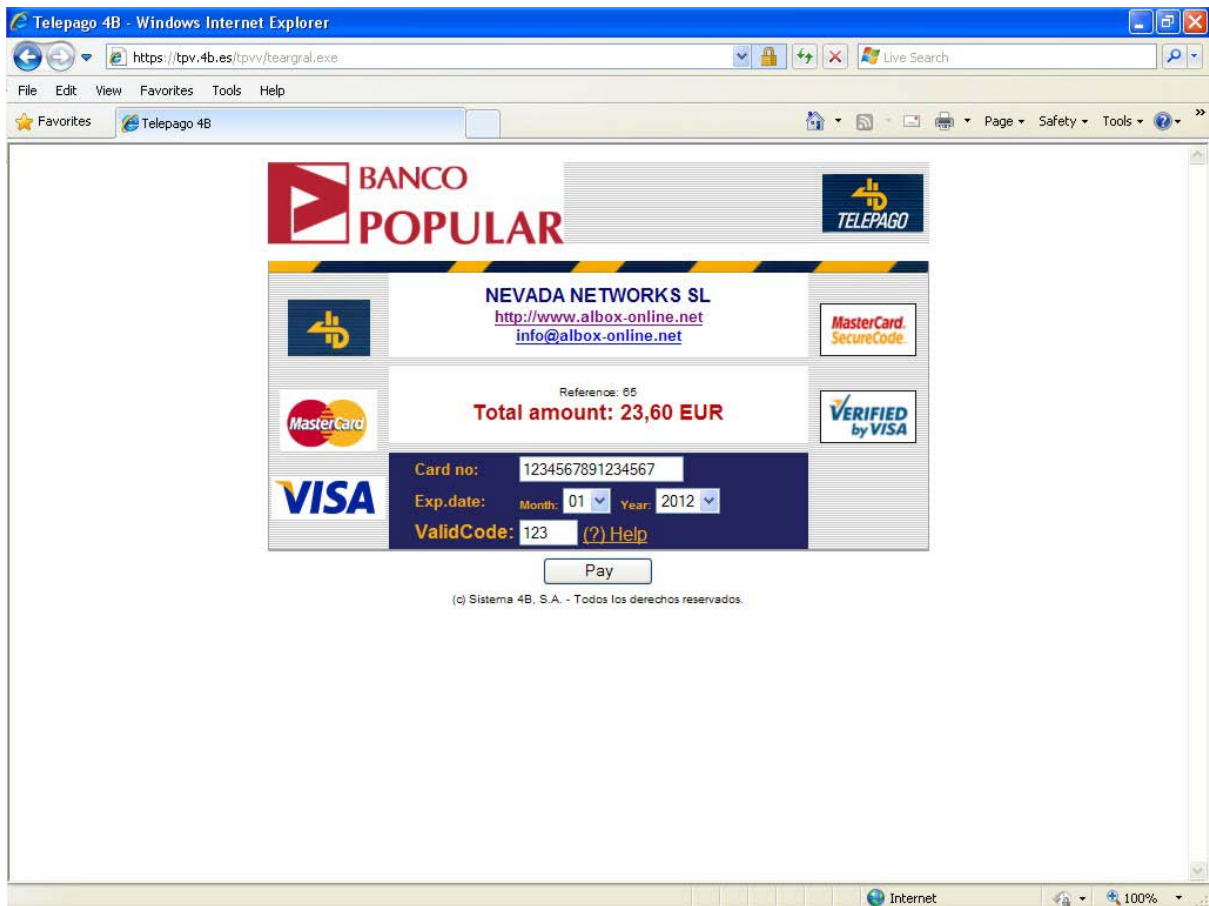 Telepago 4B - Windows Internet Explorer
https://tpv.4b.es/tpvv/teargral.exe
Live Search
File Edit View Favorites Tools Help
Favorites
Telepago 4B
Page Safety Tools
BANCO
POPULAR
4B
TELEPAGO
NEVADA NETWORKS SL
http://www.albox-online.net
info@albox-online.net
4B
MasterCard.
SecureCode.
Reference: 65
Total amount: 23,60 EUR
MasterCard
VERIFIED
by VISA
VISA
Card no: 1234567891234567
Exp.date: Month: 01 Year: 2012
ValidCode: 123 (?) Help
Pay
(c) Sistema 4B, S.A. - Todos los derechos reservados.
Internet
100%